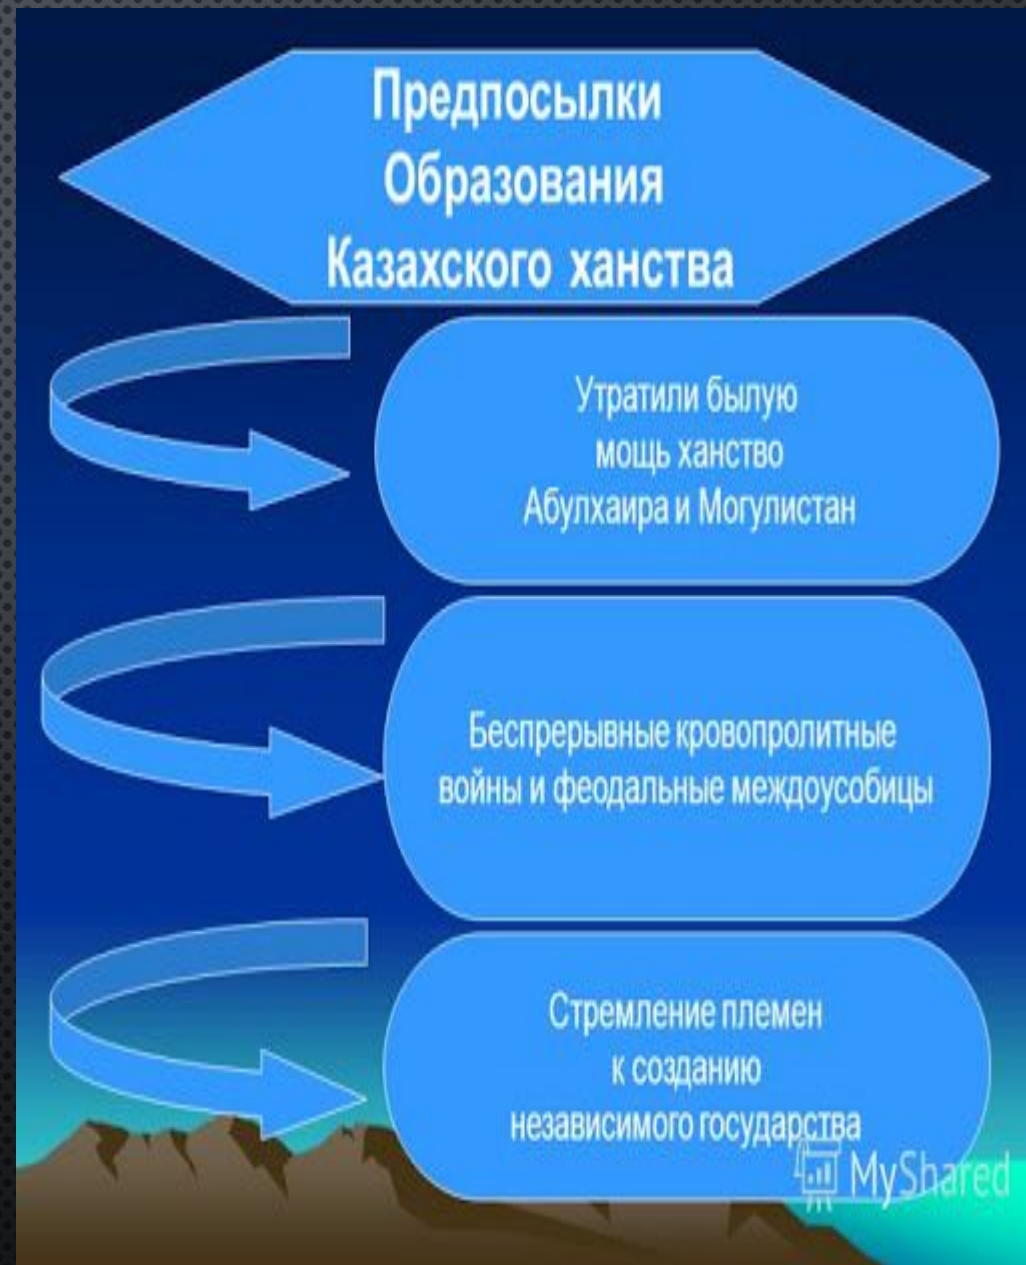 Предпосылки
Образования
Казахского ханства
Утратили былую
мощь ханство
Абулхаира и Могулистан
Беспрерывные кровопролитные
войны и феодальные междоусобицы
Стремление племен
к созданию
независимого государства
MyShared